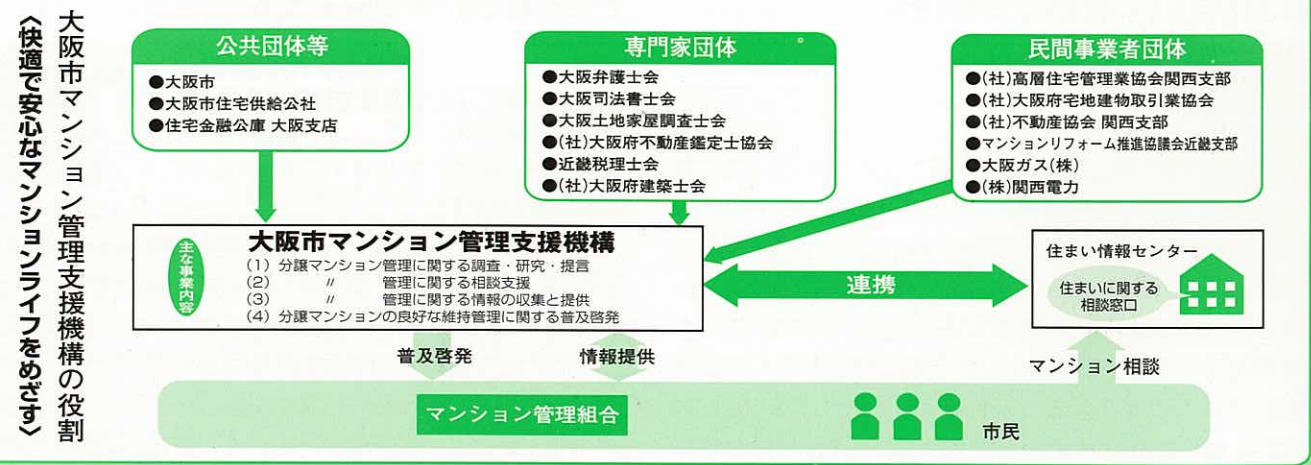 大阪市マンション管理支援機構の役割
〈快適で安心なマンションライフをめざす〉
公共団体等
●大阪市
●大阪市住宅供給公社
●住宅金融公庫 大阪支店
専門家団体
●大阪弁護士会
●大阪司法書士会
●大阪土地家屋調査士会
●(社)大阪府不動産鑑定士協会
●近畿税理士会
●(社)大阪府建築士会
民間事業者団体
●(社)高層住宅管理業協会関西支部
●(社)大阪府宅地建物取引業協会
●(社)不動産協会 関西支部
●マンションリフォーム推進協議会近畿支部
●大阪ガス(株)
●(株)関西電力
主な事業内容
大阪市マンション管理支援機構
(1) 分譲マンション管理に関する調査・研究・提言
(2) 〃 管理に関する相談支援
(3) 〃 管理に関する情報の収集と提供
(4) 分譲マンションの良好な維持管理に関する普及啓発
連携
住まい情報センター
住まいに関する
相談窓口
普及啓発
情報提供
マンション相談
マンション管理組合
市民